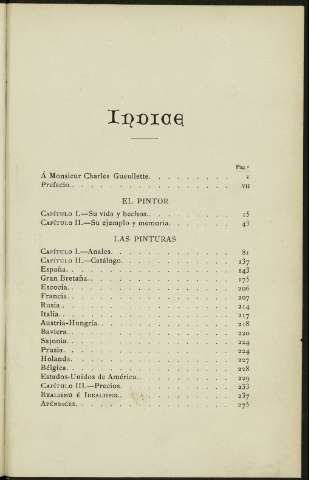 INDICE
Pág.s
Á Monsieur Charles Gueullette. . . . . . . . . v
Prefacio. . . . . . . . . . . . . . VII
EL PINTOR
CAPÍTULO I.—Su vida y hechos. . . . . . . . . 15
CAPÍTULO II.—Su ejemplo y memoria. . . . . . . 43
LAS PINTURAS
CAPÍTULO I.—Anales. . . . . . . . . . . 81
CAPÍTULO II.—Catálogo. . . . . . . . . . 137
España. . . . . . . . . . . . . . 143
Gran Bretaña. . . . . . . . . . . . 175
Escocia. . . . . . . . . . . . . . 206
Francia. . . . . . . . . . . . . . 207
Rusia. . . . . . . . . . . . . . 214
Italia. . . . . . . . . . . . . . 217
Austria-Hungría. . . . . . . . . . . 218
Baviera. . . . . . . . . . . . . . 220
Sajonia. . . . . . . . . . . . . . 224
Prusia. . . . . . . . . . . . . . 224
Holanda. . . . . . . . . . . . . . 227
Bélgica. . . . . . . . . . . . . . 228
Estados-Unidos de América. . . . . . . . . 229
CAPÍTULO III.—Precios. . . . . . . . . . 233
REALISMO É IDEALISMO. . . . . . . . . . 237
APÉNDICES. . . . . . . . . . . . . 275